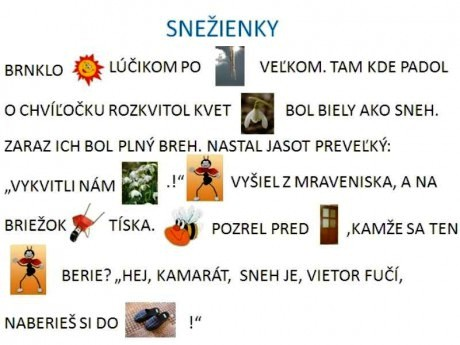 SNEŽIENKY
BRNKLO LÚČIKOM PO VEĽKOM. TAM KDE PADOL
O CHVÍĽOČKU ROZKVITOL KVET BOL BIELY AKO SNEH.
ZARAZ ICH BOL PLNÝ BREH. NASTAL JASOT PREVEĽKÝ:
„VYKVITLI NÁM .!“ VYŠIEL Z MRAVENISKA, A NA
BRIEŽOK TÍSKA. POZREL PRED ,KAMŽE SA TEN
BERIE? „HEJ, KAMARÁT, SNEH JE, VIETOR FUČÍ,
NABERIEŠ SI DO !“